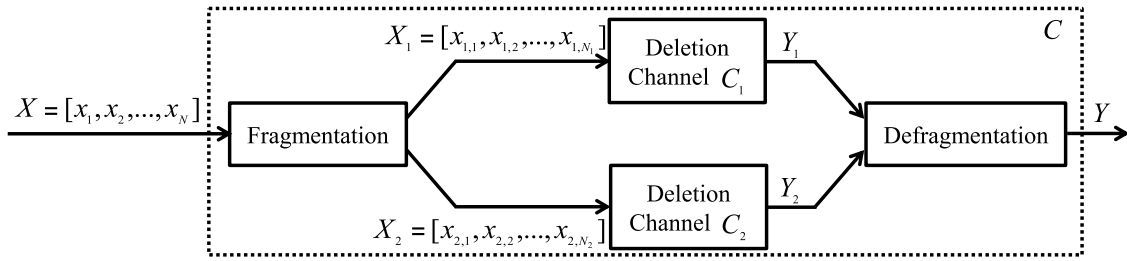 X = [x₁, x₂, ..., x_N]
Fragmentation
X₁ = [x₁,₁, x₁,₂, ..., x₁,N₁]
X₂ = [x₂,₁, x₂,₂, ..., x₂,N₂]
Deletion
Channel C₁
Deletion
Channel C₂
Y₁
Y₂
Defragmentation
C
Y